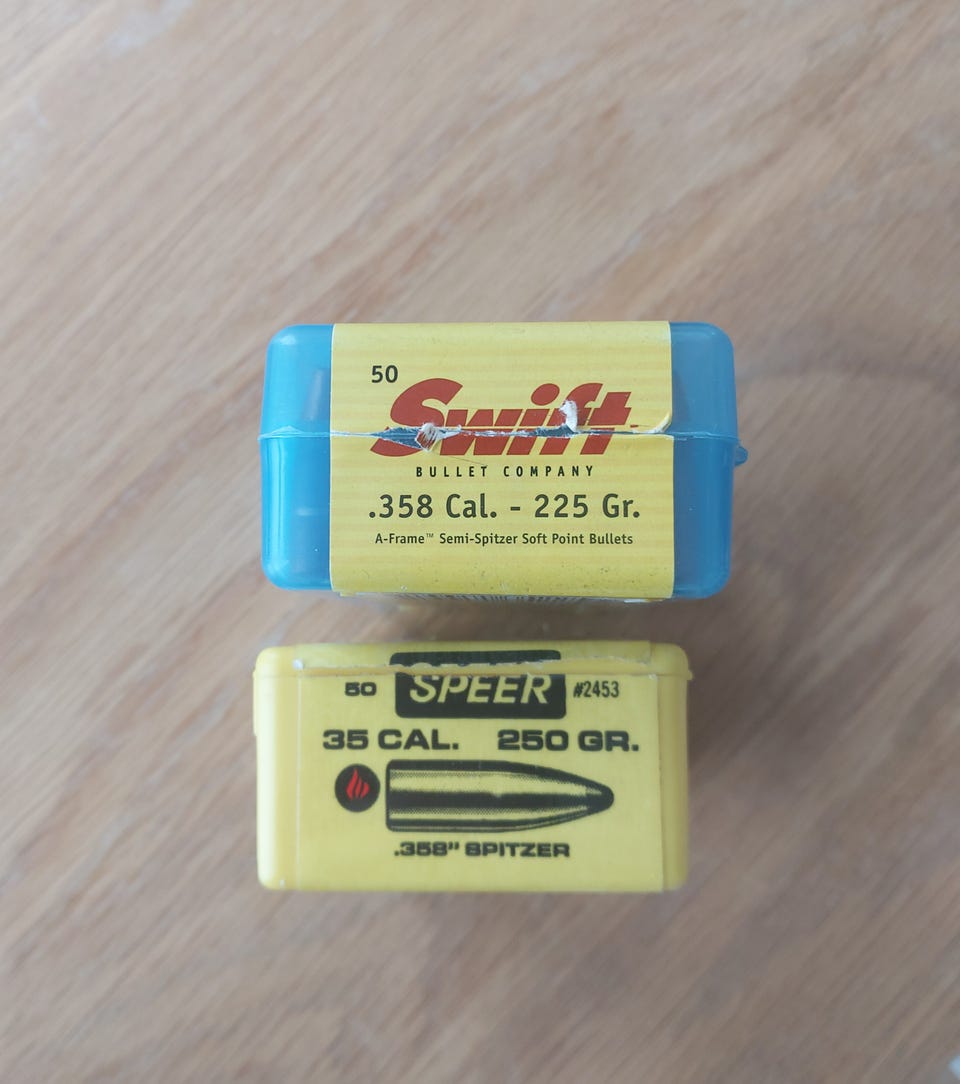 50
Swift
BULLET COMPANY
.358 Cal. - 225 Gr.
A-Frame™ Semi-Spitzer Soft Point Bullets
50 SPEER #2453
35 CAL. 250 GR.
.358" SPITZER